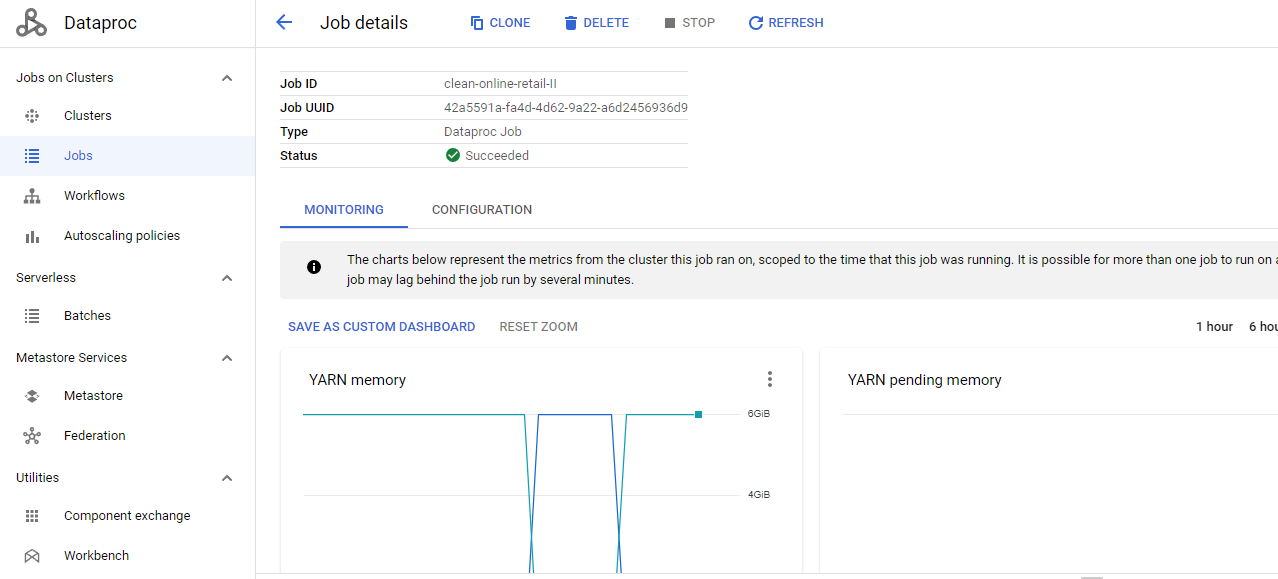 Dataproc
Job details
CLONE
DELETE
STOP
REFRESH
Jobs on Clusters
Clusters
Jobs
Workflows
Autoscaling policies
Serverless
Batches
Metastore Services
Metastore
Federation
Utilities
Component exchange
Workbench
Job ID clean-online-retail-II
Job UUID 42a5591a-fa4d-4d62-9a22-a6d2456936d9
Type Dataproc Job
Status Succeeded
MONITORING CONFIGURATION
The charts below represent the metrics from the cluster this job ran on, scoped to the time that this job was running. It is possible for more than one job to run on
job may lag behind the job run by several minutes.
SAVE AS CUSTOM DASHBOARD RESET ZOOM
1 hour 6
YARN memory
6GiB
4GiB
YARN pending memory